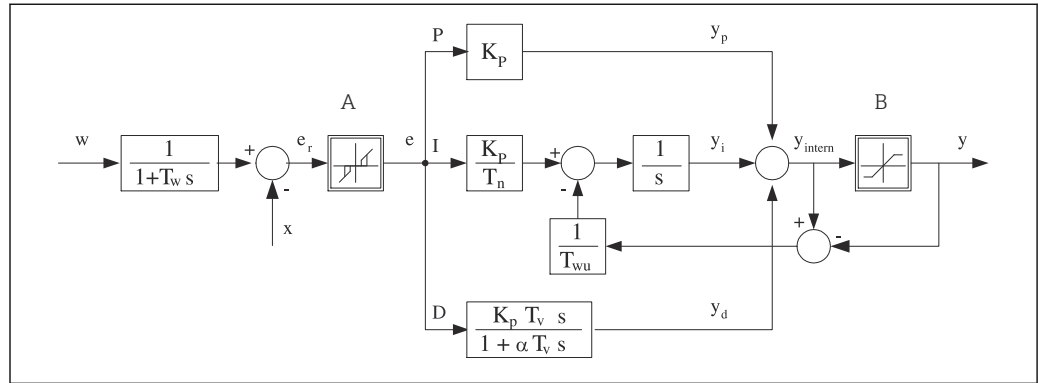 P
K_P
y_p
A
B
w
1
1+T_w s
+
-
e_r
x
e
I
K_P
T_n
+
-
1
s
y_i
y_intern
y
1
T_wu
+
-
D
K_p T_v s
1 + α T_v s
y_d